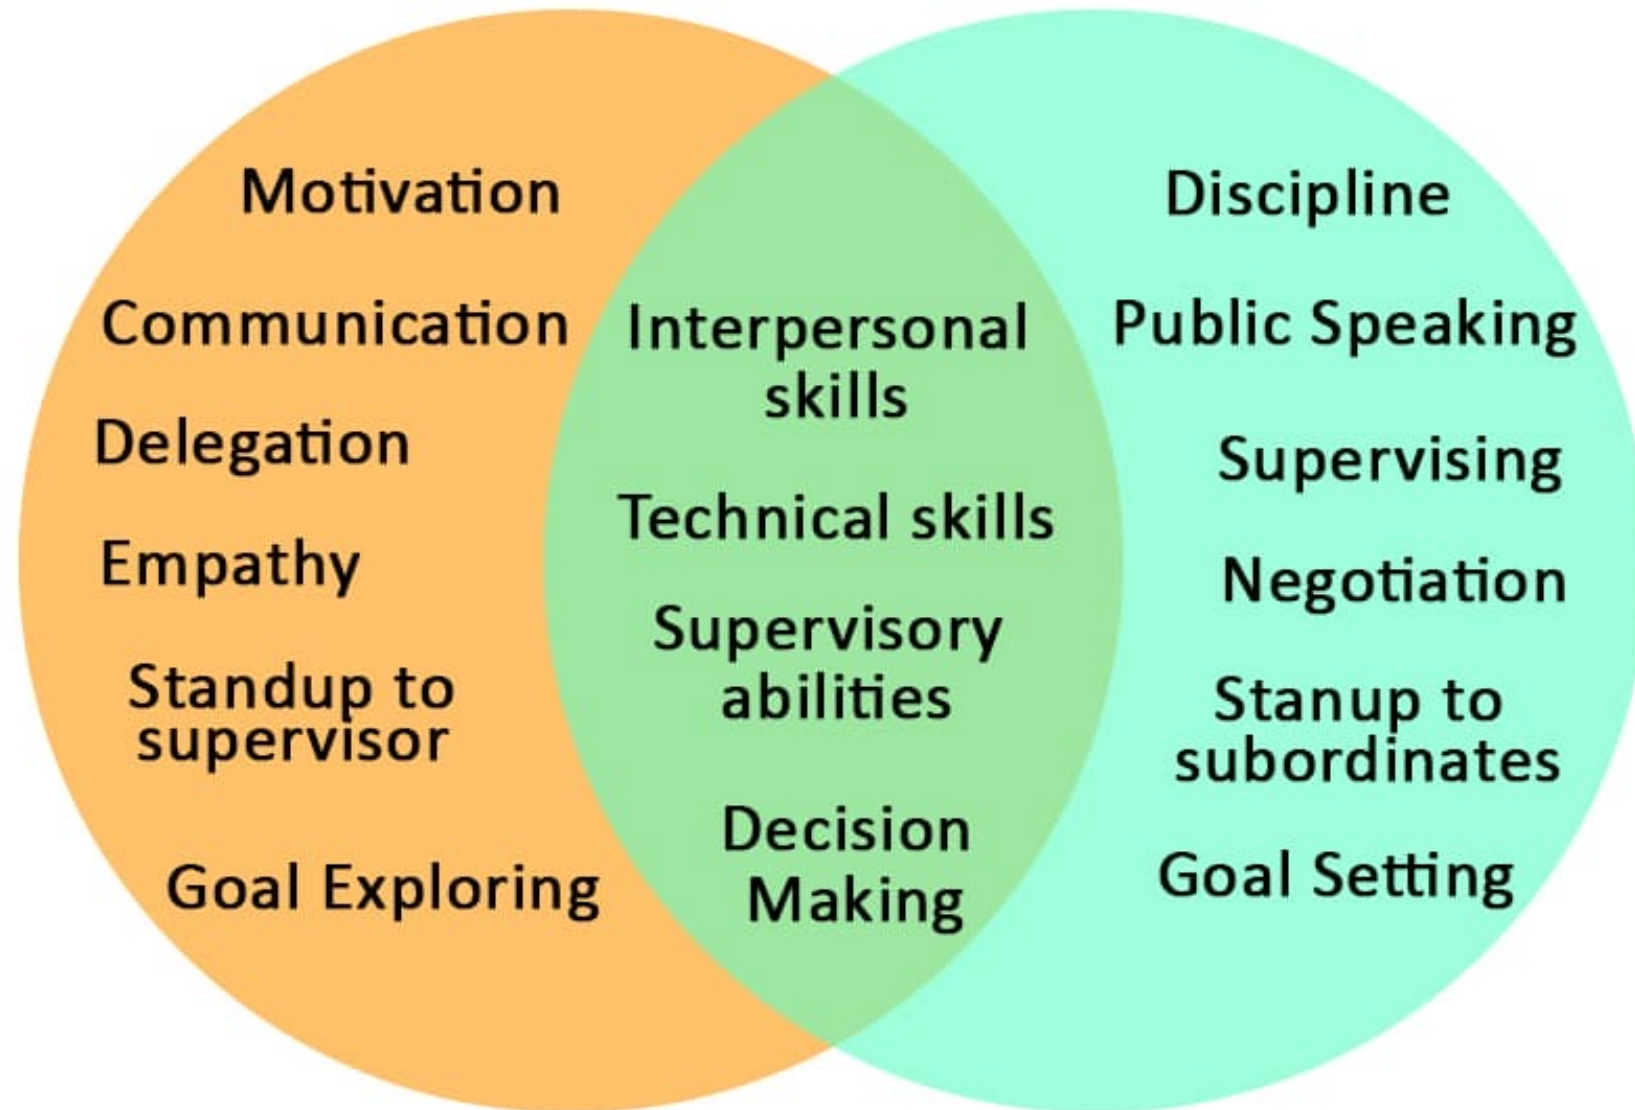 Motivation
Communication
Delegation
Empathy
Standup to
supervisor
Goal Exploring
Interpersonal
skills
Technical skills
Supervisory
abilities
Decision
Making
Discipline
Public Speaking
Supervising
Negotiation
Stanup to
subordinates
Goal Setting